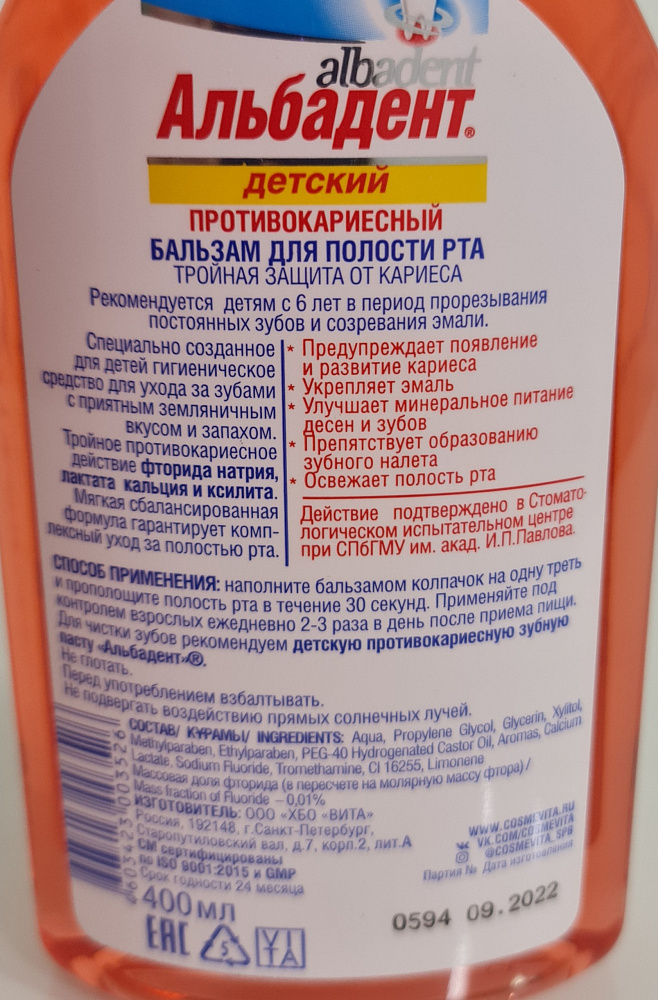 albadent
Альбадент®
детский
ПРОТИВОКАРИЕСНЫЙ
БАЛЬЗАМ ДЛЯ ПОЛОСТИ РТА
ТРОЙНАЯ ЗАЩИТА ОТ КАРИЕСА
Рекомендуется детям с 6 лет в период прорезывания
постоянных зубов и созревания эмали.
Специально созданное
для детей гигиеническое
средство для ухода за зубами
с приятным земляничным
вкусом и запахом.
Тройное противокариесное
действие фторида натрия,
лактата кальция и ксилита.
Мягкая сбалансированная
формула гарантирует комп-
лексный уход за полостью рта.
* Предупреждает появление
и развитие кариеса
* Укрепляет эмаль
* Улучшает минеральное питание
десен и зубов
* Препятствует образованию
зубного налета
* Освежает полость рта
Действие подтверждено в Стомато-
логическом испытательном центре
при СПбГМУ им. акад. И.П.Павлова.
СПОСОБ ПРИМЕНЕНИЯ: наполните бальзамом колпачок на одну треть
и прополощите полость рта в течение 30 секунд. Применяйте под
контролем взрослых ежедневно 2-3 раза в день после приема пищи.
Для чистки зубов рекомендуем детскую противокариесную зубную
пасту «Альбадент»®.
Не глотать.
Перед употреблением взбалтывать.
Не подвергать воздействию прямых солнечных лучей.
СОСТАВ/ ҚҰРАМЫ/ INGREDIENTS: Aqua, Propylene Glycol, Glycerin, Xylitol,
Methylparaben, Ethylparaben, PEG-40 Hydrogenated Castor Oil, Aromas, Calcium
Lactate, Sodium Fluoride, Tromethamine, CI 16255, Limonene
Массовая доля фторида (в пересчете на молярную массу фтора) /
Mass fraction of Fluoride – 0,01%
ИЗГОТОВИТЕЛЬ: ООО «ХБО «ВИТА»
Россия, 192148, г.Санкт-Петербург,
Старопутиловский вал, д.7, корп.2, лит.А
СМ сертифицированы
по ISO 9001:2015 и GMP
Срок годности 24 месяца
WWW.COSMEVITA.RU
VK.COM/COSMEVITA
@COSMEVITA_SPB
Партия № Дата изготовления
400 мл
0594 09.2022
EAC
5